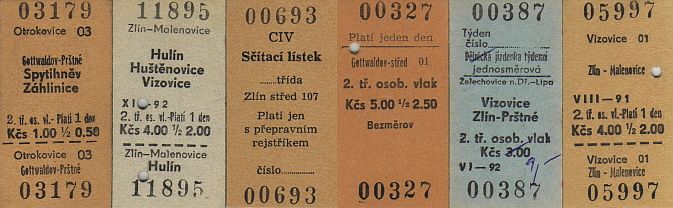 03179
Otrokovice 03
Gottwaldov-Prštné
Spytihněv
Záhlinice
2. tř. os. vl. - Platí 1 den
Kčs 1.00 ½ 0.50
Otrokovice 03
Gottwaldov-Prštné
03179
11895
Zlín-Malenovice
Hulín
Huštěnovice
Vizovice
XI - 92
2. tř. os. vl.-Platí 1 den
Kčs 4.00 ½ 2.00
Zlín-Malenovice
Hulín
11895
00693
CIV
Sčítací lístek
........třída
Zlín střed 107
Platí jen
s přepravním
rejstříkem
číslo...............
00693
00327
Platí jeden den
Gottwaldov-střed 01
2. tř. osob. vlak
Kčs 5.00 ½ 2.50
Bezměrov
00327
00387
Týden
číslo...............
Dělnická jízdenka týdenní
jednosměrová
Želechovice n.Dř.-Lípa
Vizovice
Zlín-Prštné
2. tř. osob. vlak
Kčs 3.00
VI - 92
00387
05997
Vizovice 01
Zlín - Malenovice
VIII - 91
2. tř. os. vl.-Platí 1 den
Kčs 4.00 ½ 2.00
Vizovice 01
Zlín - Malenovice
05997